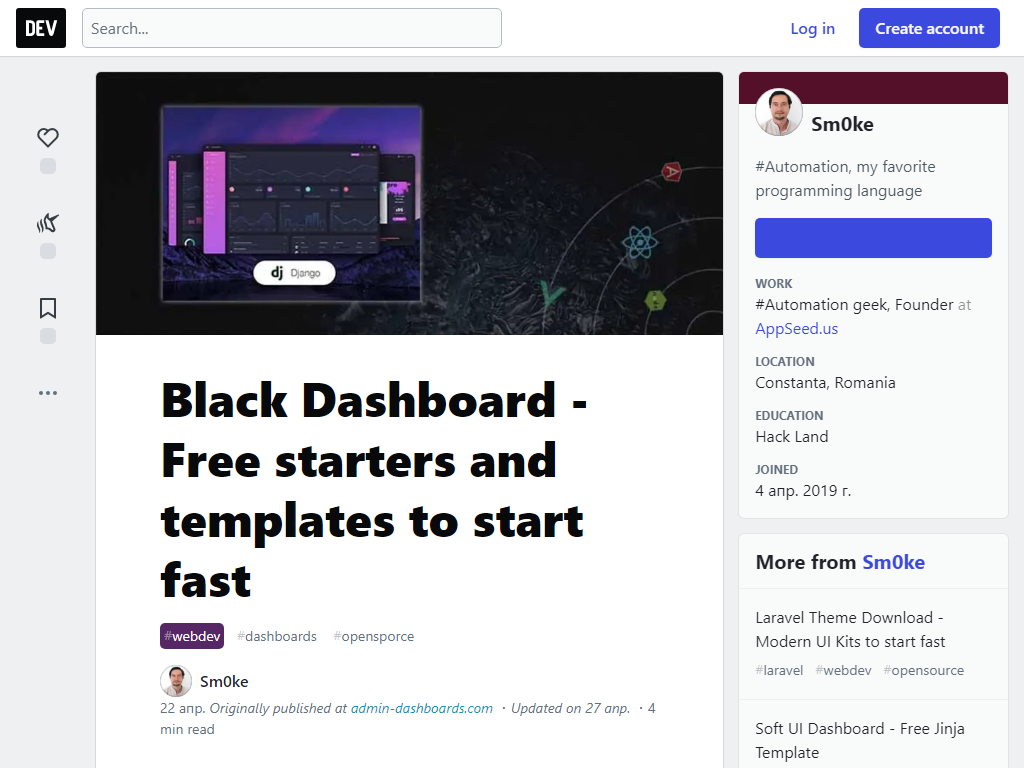 DEV
Search...
Log in
Create account
dj Django
Black Dashboard -
Free starters and
templates to start
fast
#webdev #dashboards #opensporce
Sm0ke
22 апр. Originally published at admin-dashboards.com ・Updated on 27 апр. ・4
min read
Sm0ke
#Automation, my favorite
programming language
WORK
#Automation geek, Founder at
AppSeed.us
LOCATION
Constanta, Romania
EDUCATION
Hack Land
JOINED
4 апр. 2019 г.
More from Sm0ke
Laravel Theme Download -
Modern UI Kits to start fast
#laravel #webdev #opensource
Soft UI Dashboard - Free Jinja
Template